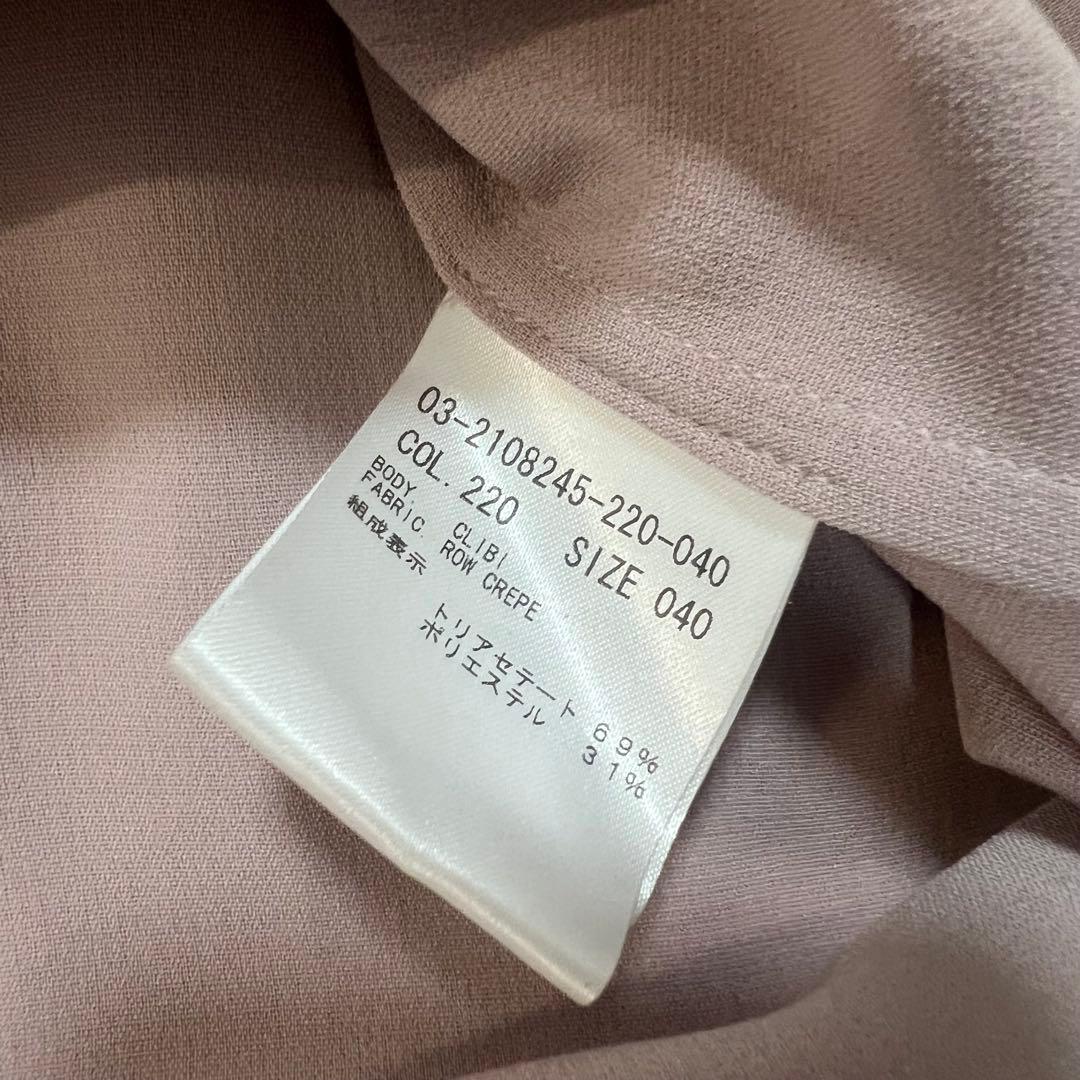 03-2108245-220-040
COL. 220 SIZE 040
BODY. CLIBI
FABRIC. ROW CREPE
組成表示
トリアセテート 69%
ポリエステル 31%